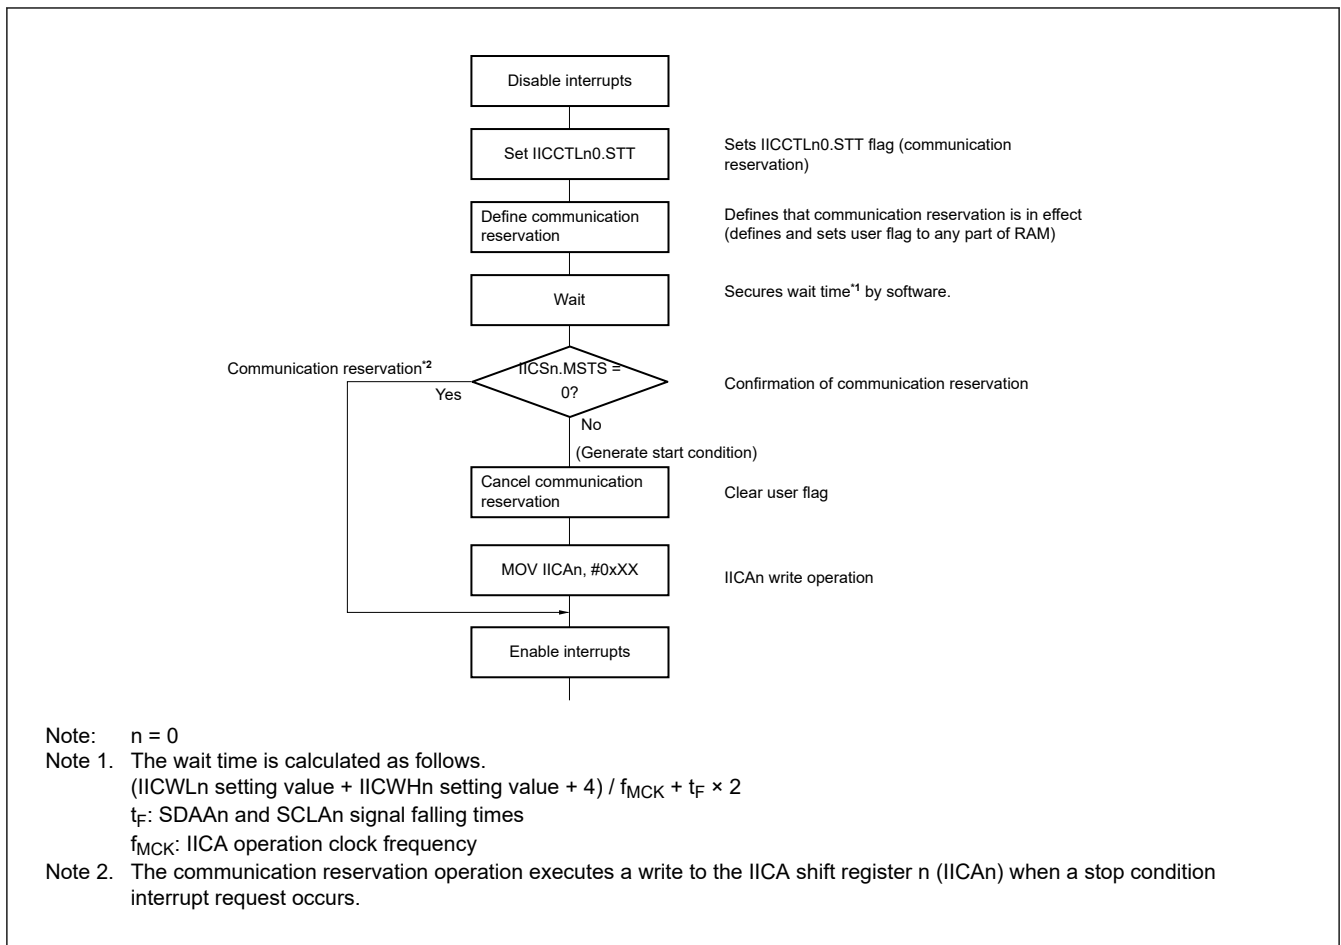 Disable interrupts
Set IICCTLn0.STT
Sets IICCTLn0.STT flag (communication
reservation)
Define communication
reservation
Defines that communication reservation is in effect
(defines and sets user flag to any part of RAM)
Wait
Secures wait time*1 by software.
Communication reservation*2
IICSn.MSTS =
0?
Yes
Confirmation of communication reservation
No
(Generate start condition)
Cancel communication
reservation
Clear user flag
MOV IICAn, #0xXX
IICAn write operation
Enable interrupts
Note: n = 0
Note 1. The wait time is calculated as follows.
(IICWLn setting value + IICWHn setting value + 4) / fMCK + tF × 2
tF: SDAAn and SCLAn signal falling times
fMCK: IICA operation clock frequency
Note 2. The communication reservation operation executes a write to the IICA shift register n (IICAn) when a stop condition
interrupt request occurs.